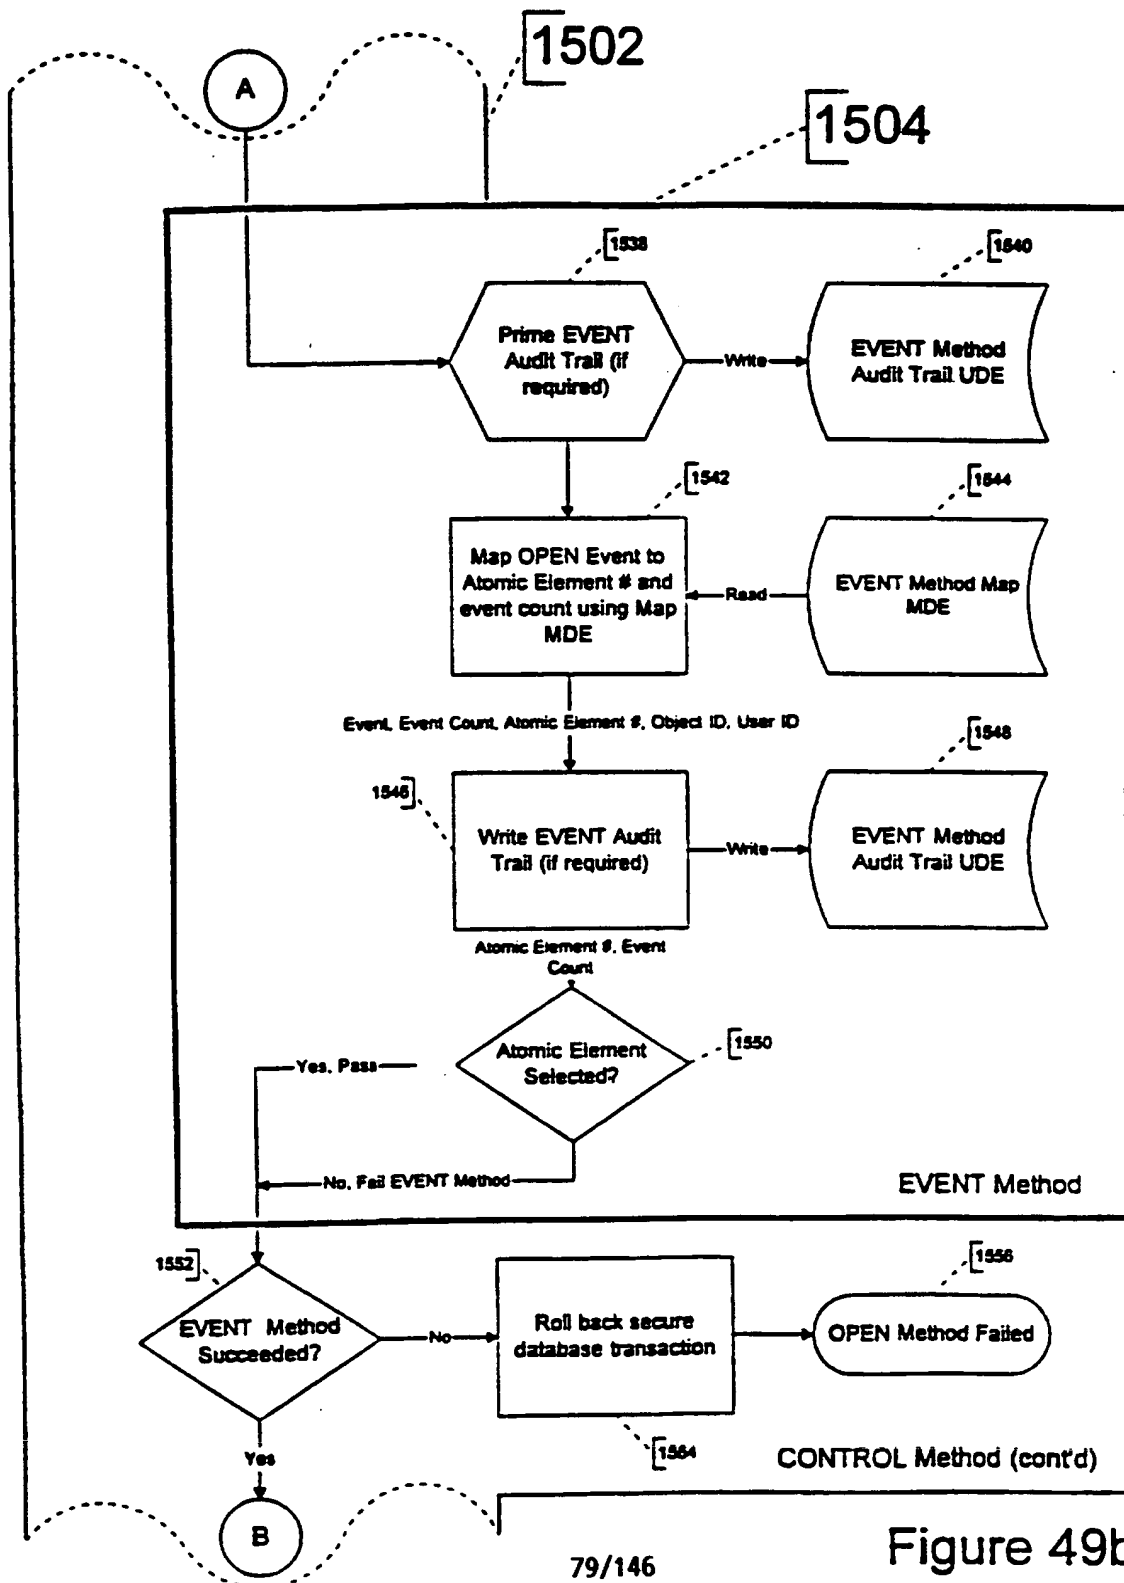 1502
A
1504
1538
1540
Prime EVENT
Audit Trail (if
required)
Write
EVENT Method
Audit Trail UDE
1542
1544
Map OPEN Event to
Atomic Element # and
event count using Map
MDE
Read
EVENT Method Map
MDE
Event, Event Count, Atomic Element #, Object ID, User ID
1546
1548
Write EVENT Audit
Trail (if required)
Write
EVENT Method
Audit Trail UDE
Atomic Element #, Event
Count
1550
Atomic Element
Selected?
Yes, Pass
No, Fail EVENT Method
EVENT Method
1552
1556
EVENT Method
Succeeded?
No
Roll back secure
database transaction
OPEN Method Failed
1554
Yes
CONTROL Method (cont'd)
B
Figure 49b
79/146